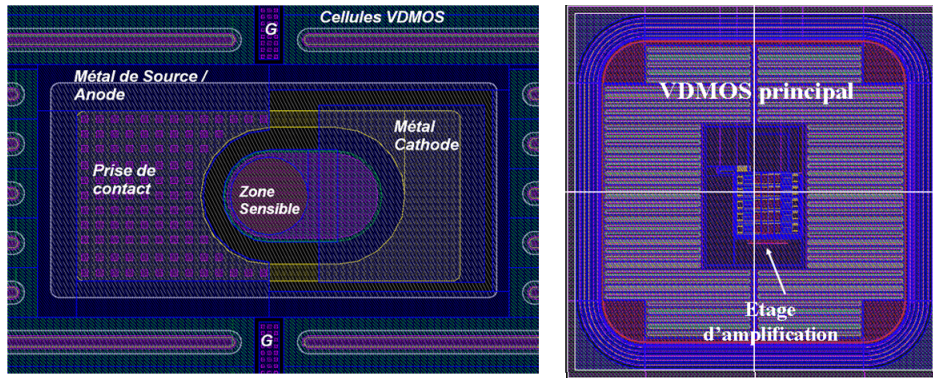 Cellules VDMOS
G
Métal de Source /
Anode
Métal
Cathode
Prise de
contact
Zone
Sensible
G
VDMOS principal
Etage
d'amplification